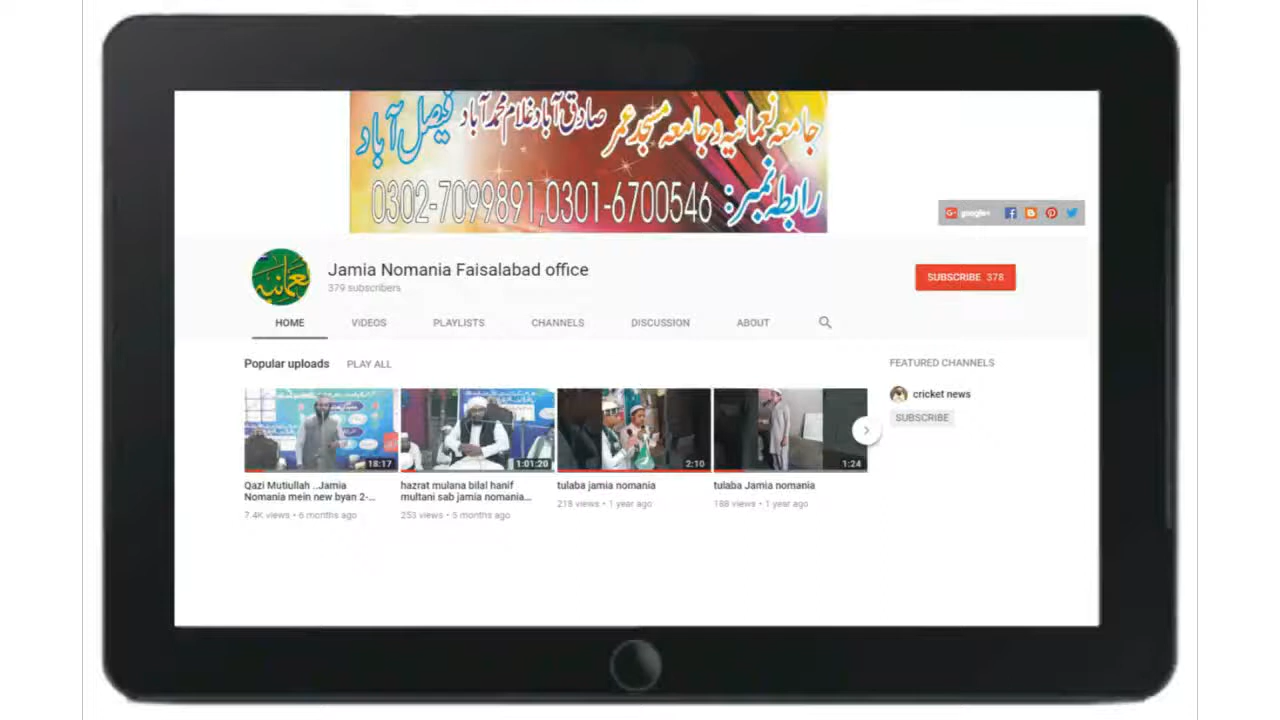 جامعہ نعمانیہ و جامعہ مسجد عمر صادق آباد غلام محمد آباد فیصل آباد
رابطہ نمبر: 0301-6700546,0302-7099891
google+
نعمانیہ
Jamia Nomania Faisalabad office
379 subscribers
SUBSCRIBE 378
HOME VIDEOS PLAYLISTS CHANNELS DISCUSSION ABOUT
Popular uploads PLAY ALL
18:17
1:01:20
2:10
1:24
Qazi Mutiullah ..Jamia
Nomania mein new byan 2-...
7.4K views • 6 months ago
hazrat mulana bilal hanif
multani sab jamia nomania...
253 views • 5 months ago
tulaba jamia nomania
218 views • 1 year ago
tulaba Jamia nomania
188 views • 1 year ago
FEATURED CHANNELS
cricket news
SUBSCRIBE